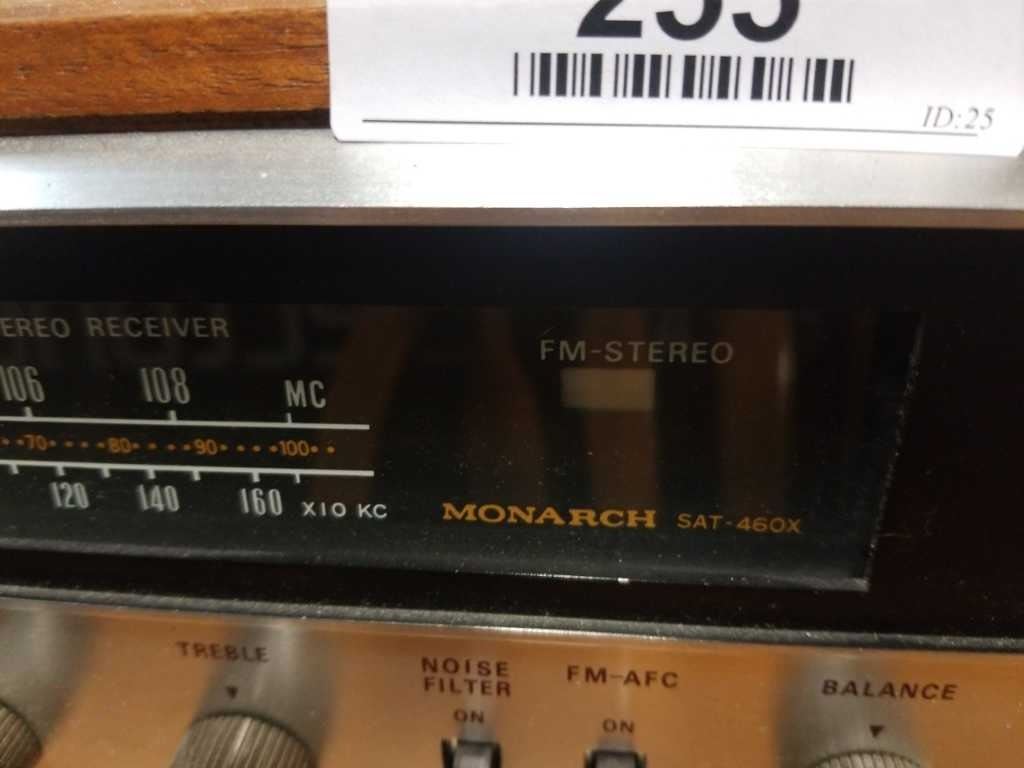 ID:25
RECEIVER
FM-STEREO
106 108 MC
70 80 90 100
120 140 160 X10 KC
MONARCH SAT-460X
TREBLE
NOISE FILTER
ON
FM-AFC
ON
BALANCE